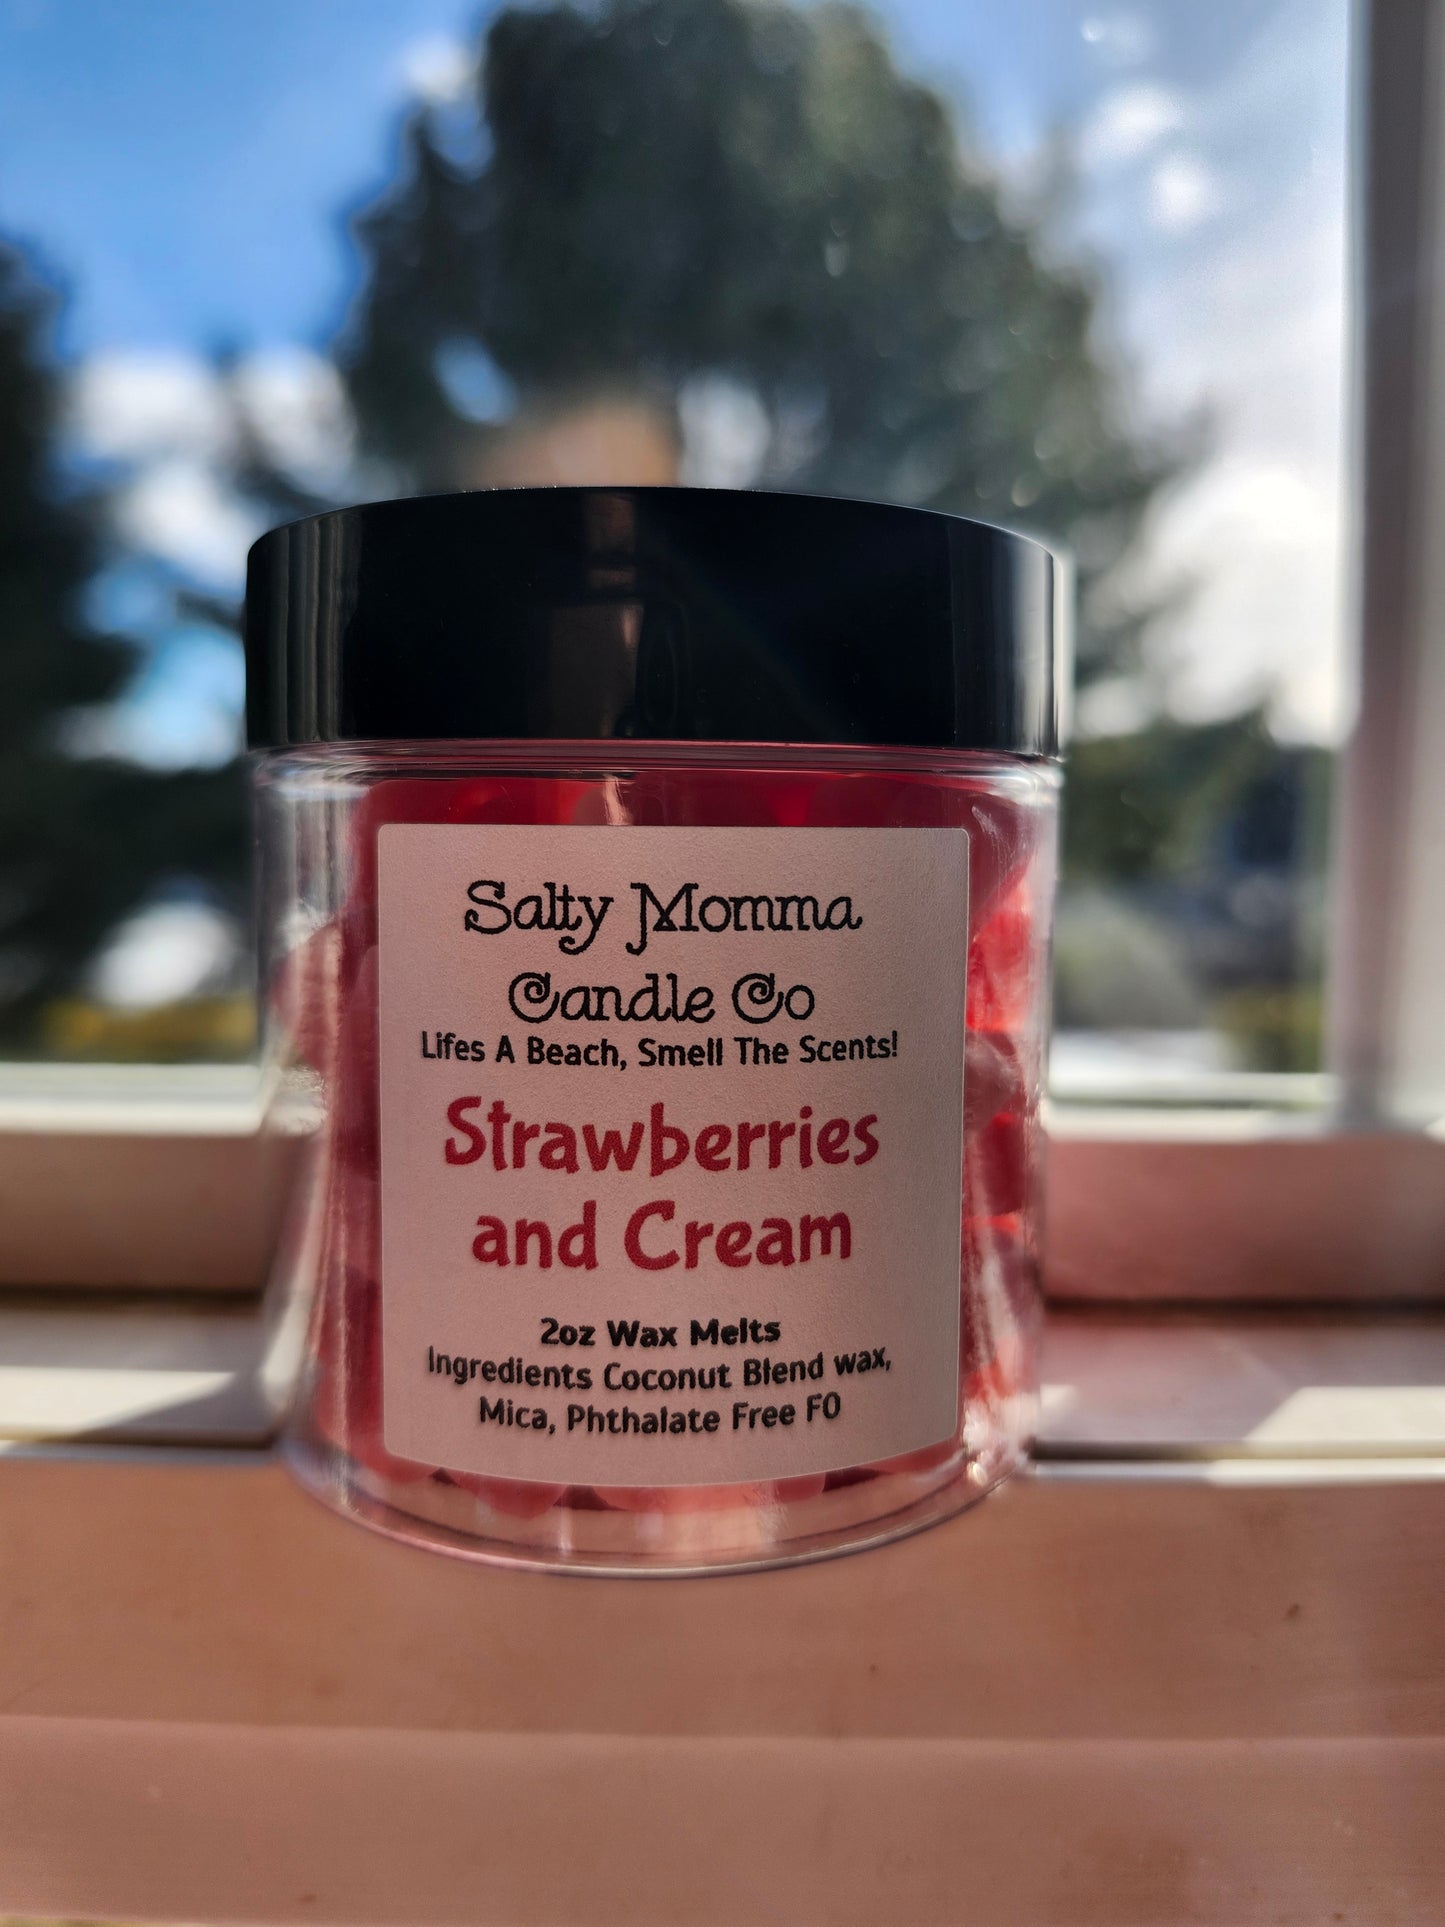 Salty Momma
Candle Co
Lifes A Beach, Smell The Scents!
Strawberries
and Cream
2oz Wax Melts
Ingredients Coconut Blend wax,
Mica, Phthalate Free FO